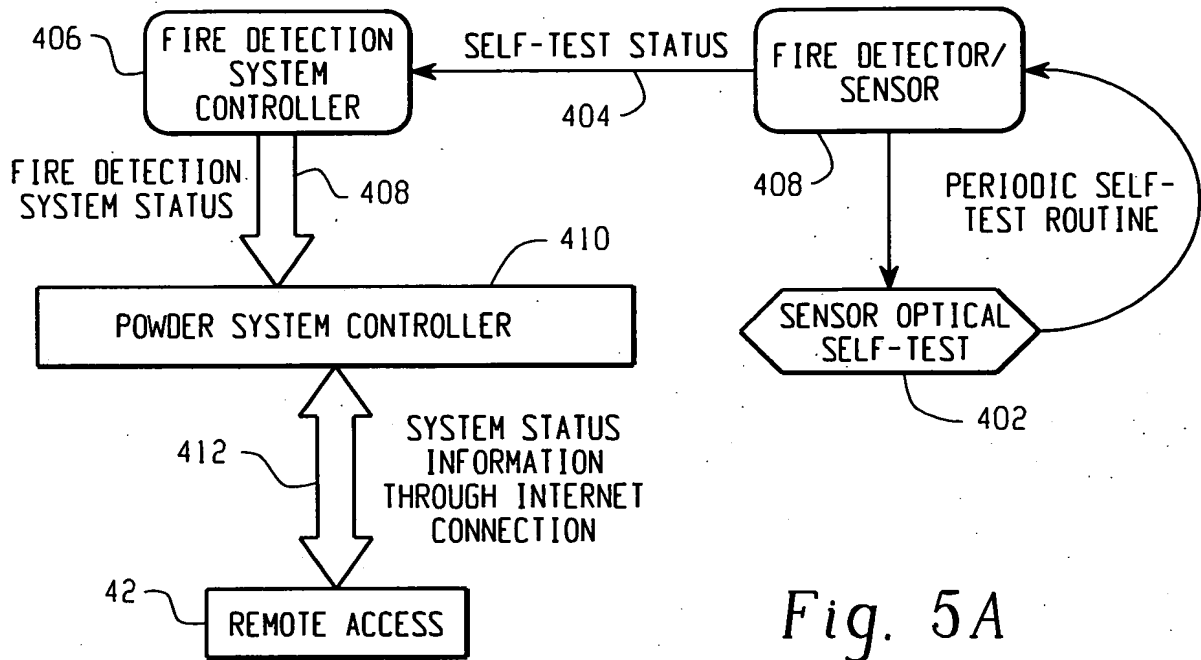 406
FIRE DETECTION
SYSTEM
CONTROLLER
SELF-TEST STATUS
404
FIRE DETECTOR/
SENSOR
408
FIRE DETECTION
SYSTEM STATUS
408
PERIODIC SELF-
TEST ROUTINE
410
POWDER SYSTEM CONTROLLER
SENSOR OPTICAL
SELF-TEST
402
412
SYSTEM STATUS
INFORMATION
THROUGH INTERNET
CONNECTION
42
REMOTE ACCESS
Fig. 5A